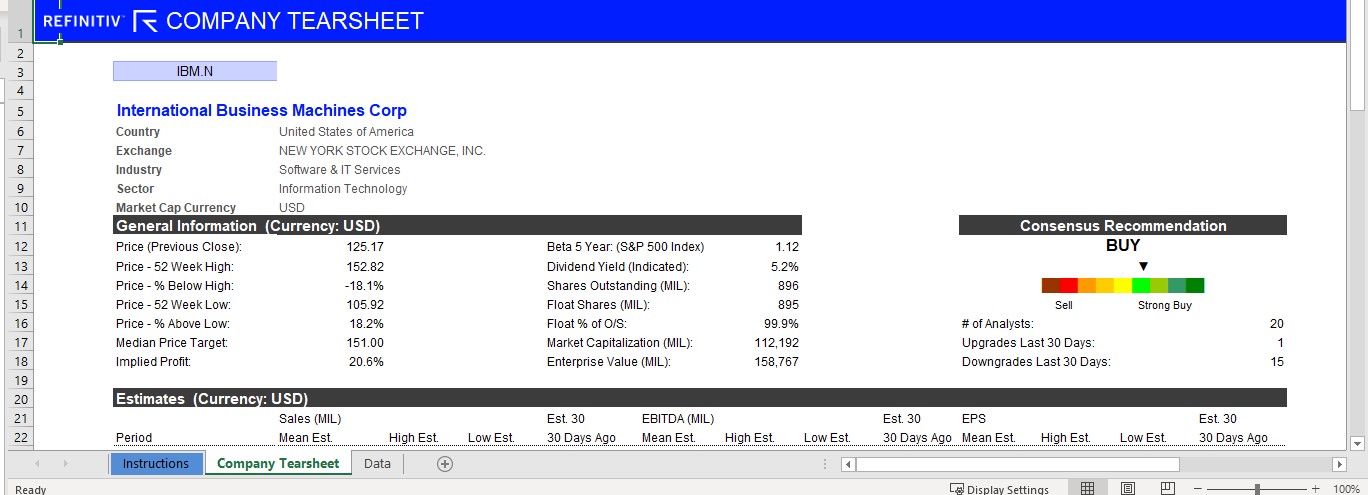 REFINITIV COMPANY TEARSHEET
1
2
3 IBM.N
4
5 International Business Machines Corp
6 Country United States of America
7 Exchange NEW YORK STOCK EXCHANGE, INC.
8 Industry Software & IT Services
9 Sector Information Technology
10 Market Cap Currency USD
11 General Information (Currency: USD) Consensus Recommendation
12 Price (Previous Close): 125.17 Beta 5 Year: (S&P 500 Index) 1.12 BUY
13 Price - 52 Week High: 152.82 Dividend Yield (Indicated): 5.2%
14 Price - % Below High: -18.1% Shares Outstanding (MIL): 896
15 Price - 52 Week Low: 105.92 Float Shares (MIL): 895 Sell Strong Buy
16 Price - % Above Low: 18.2% Float % of O/S: 99.9% # of Analysts: 20
17 Median Price Target: 151.00 Market Capitalization (MIL): 112,192 Upgrades Last 30 Days: 1
18 Implied Profit: 20.6% Enterprise Value (MIL): 158,767 Downgrades Last 30 Days: 15
19
20 Estimates (Currency: USD)
21 Sales (MIL) Est. 30 EBITDA (MIL) Est. 30 EPS Est. 30
22 Period Mean Est. High Est. Low Est. 30 Days Ago Mean Est. High Est. Low Est. 30 Days Ago Mean Est. High Est. Low Est. 30 Days Ago
Instructions Company Tearsheet Data
Ready Display Settings 100%